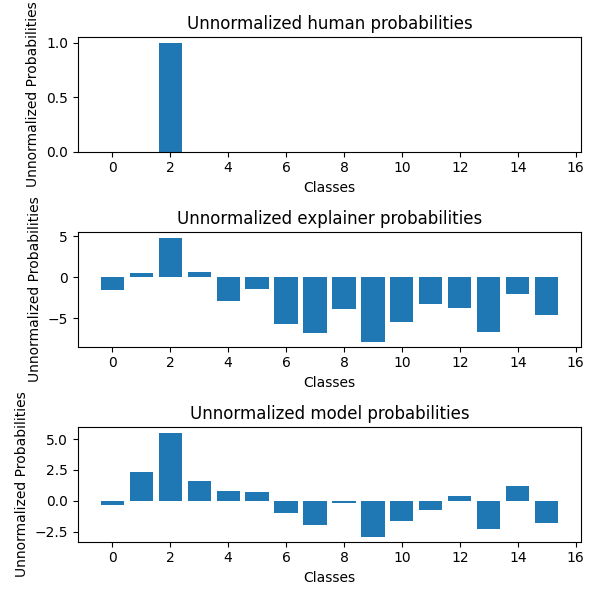 Unnormalized human probabilities
Unnormalized Probabilities
1.0
0.5
0.0
0 2 4 6 8 10 12 14 16
Classes
Unnormalized explainer probabilities
Unnormalized Probabilities
5
0
−5
0 2 4 6 8 10 12 14 16
Classes
Unnormalized model probabilities
Unnormalized Probabilities
5.0
2.5
0.0
−2.5
0 2 4 6 8 10 12 14 16
Classes